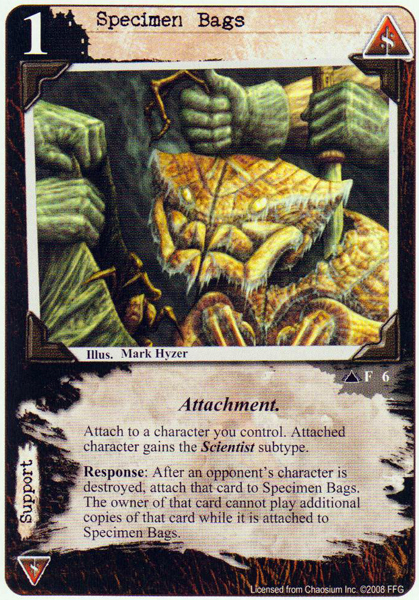 1
Specimen Bags
Illus. Mark Hyzer
F 6
Attachment.
Attach to a character you control. Attached
character gains the Scientist subtype.
Response: After an opponent's character is
destroyed, attach that card to Specimen Bags.
The owner of that card cannot play additional
copies of that card while it is attached to
Specimen Bags.
Support
Licensed from Chaosium Inc. ©2008 FFG